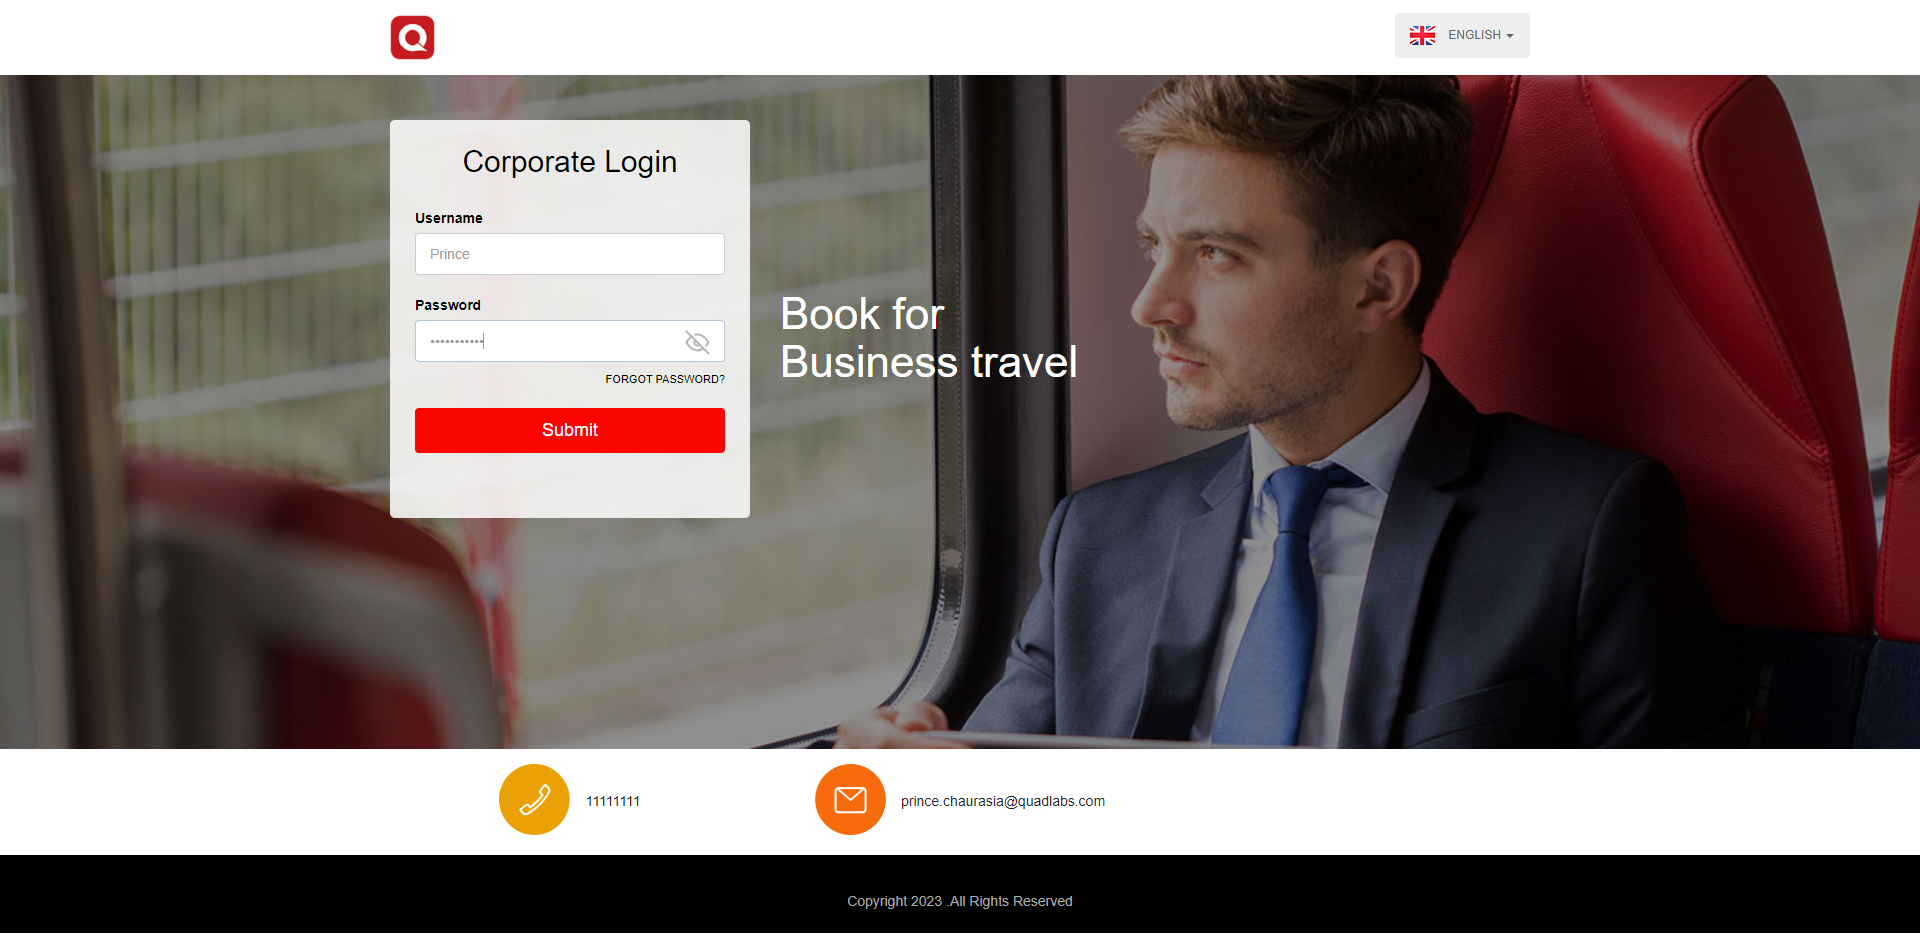 ENGLISH
Corporate Login
Username
Prince
Password
•••••••••••
FORGOT PASSWORD?
Submit
Book for
Business travel
11111111
prince.chaurasia@quadlabs.com
Copyright 2023 .All Rights Reserved